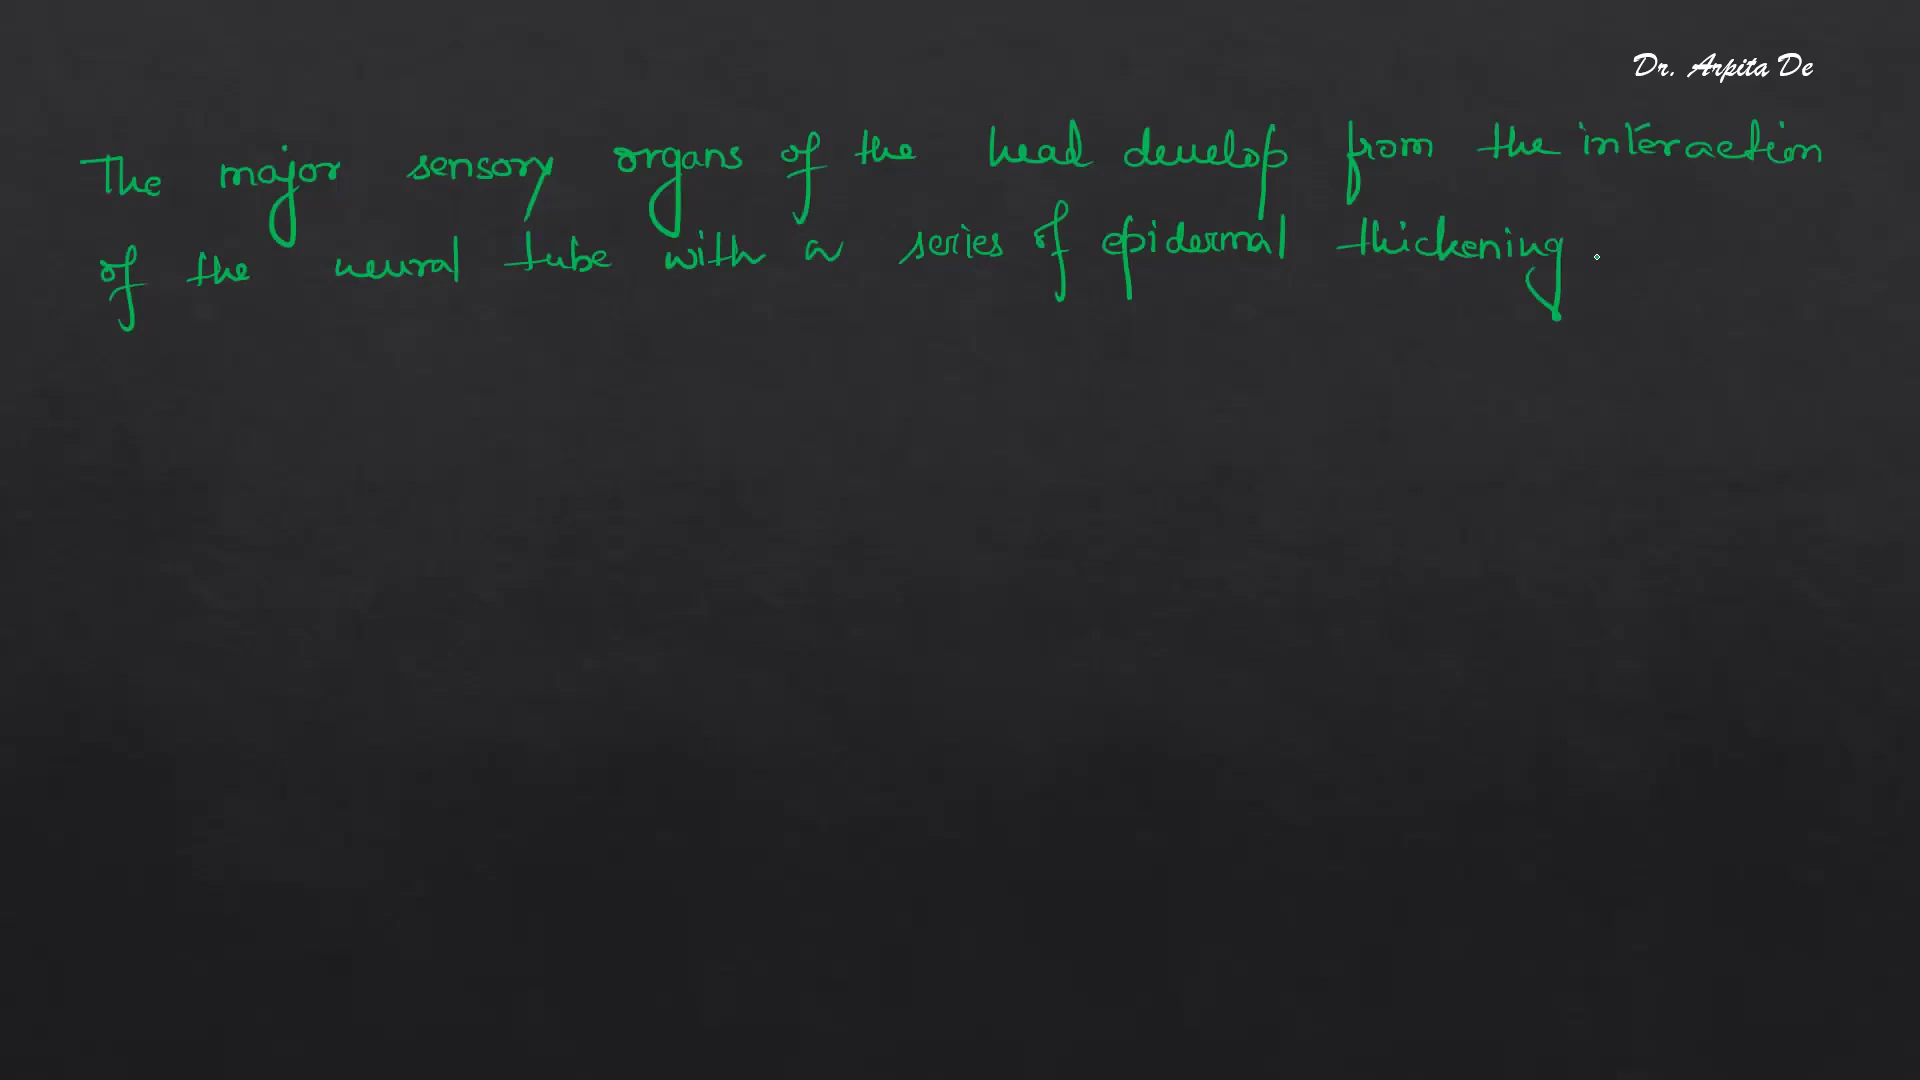 Dr. Arpita De
The major sensory organs of the head develop from the interaction
of the neural tube with a series of epidermal thickening.